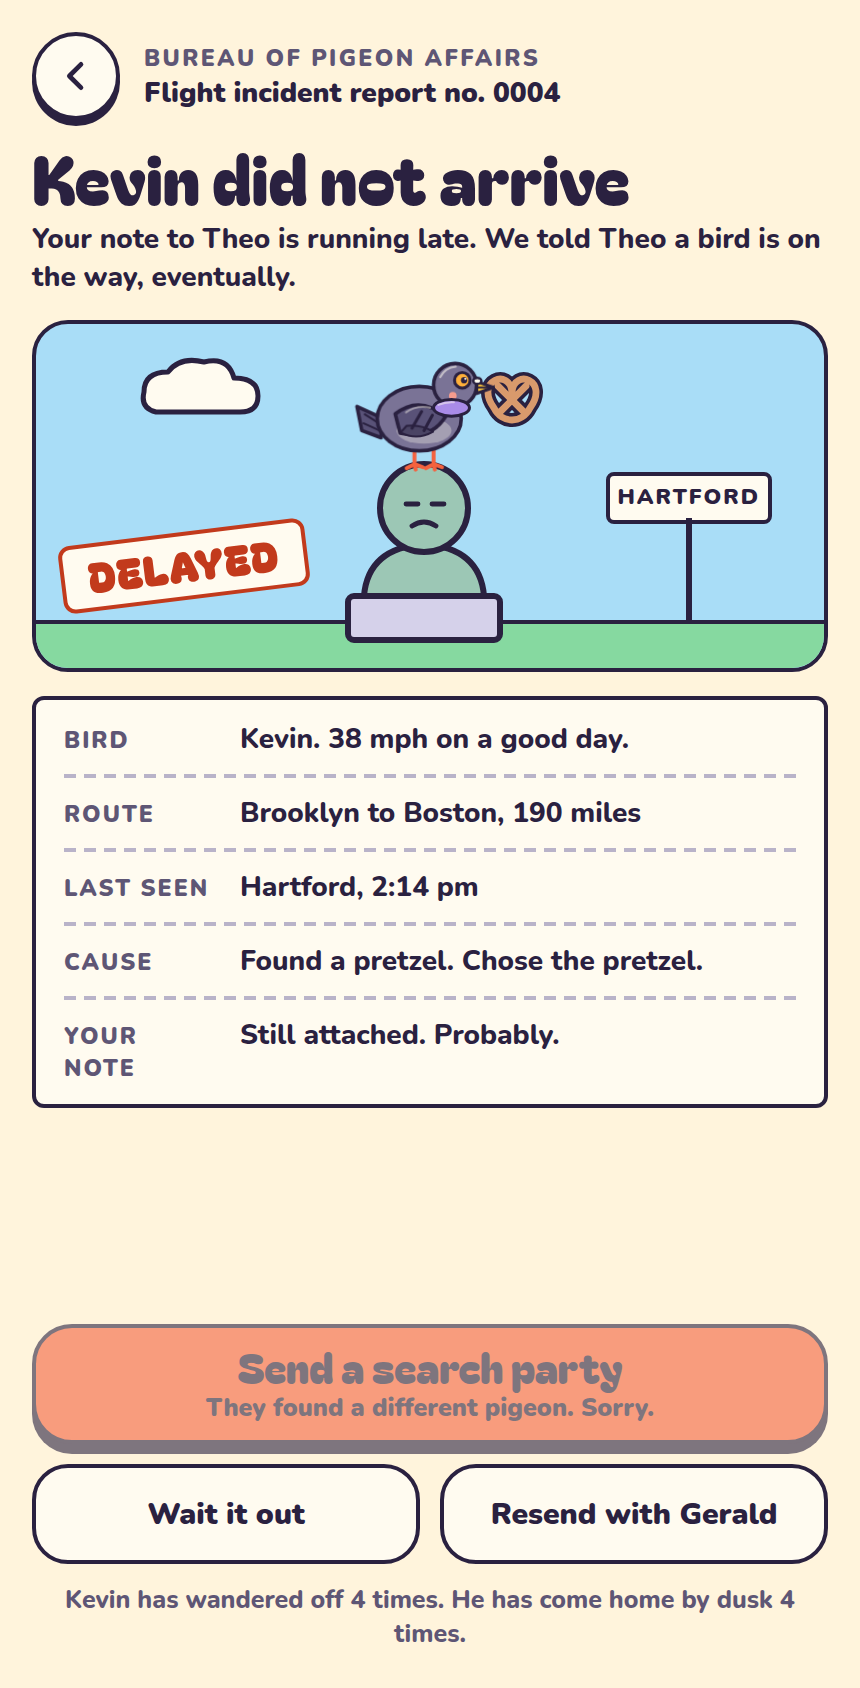 BUREAU OF PIGEON AFFAIRS
Flight incident report no. 0004
Kevin did not arrive
Your note to Theo is running late. We told Theo a bird is on
the way, eventually.
HARTFORD
DELAYED
BIRD Kevin. 38 mph on a good day.
ROUTE Brooklyn to Boston, 190 miles
LAST SEEN Hartford, 2:14 pm
CAUSE Found a pretzel. Chose the pretzel.
YOUR Still attached. Probably.
NOTE
Send a search party
They found a different pigeon. Sorry.
Wait it out
Resend with Gerald
Kevin has wandered off 4 times. He has come home by dusk 4
times.